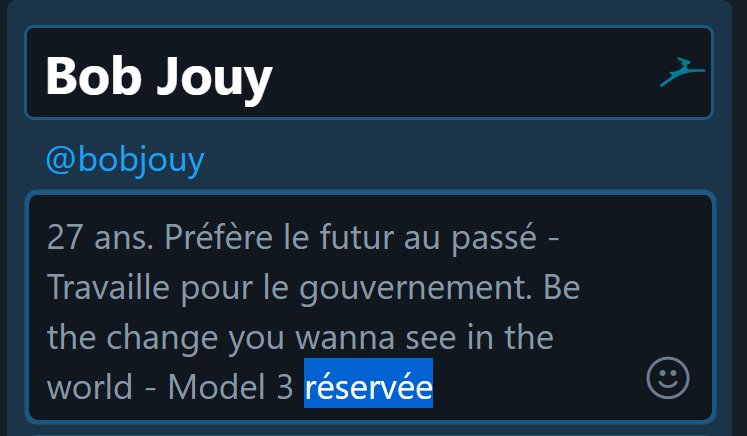 Bob Jouy
@bobjouy
27 ans. Préfère le futur au passé -
Travaille pour le gouvernement. Be
the change you wanna see in the
world - Model 3 réservée